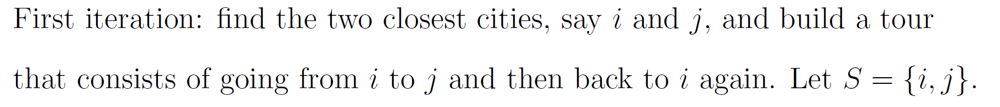 First iteration: find the two closest cities, say i and j, and build a tour
that consists of going from i to j and then back to i again. Let S = {i, j}.